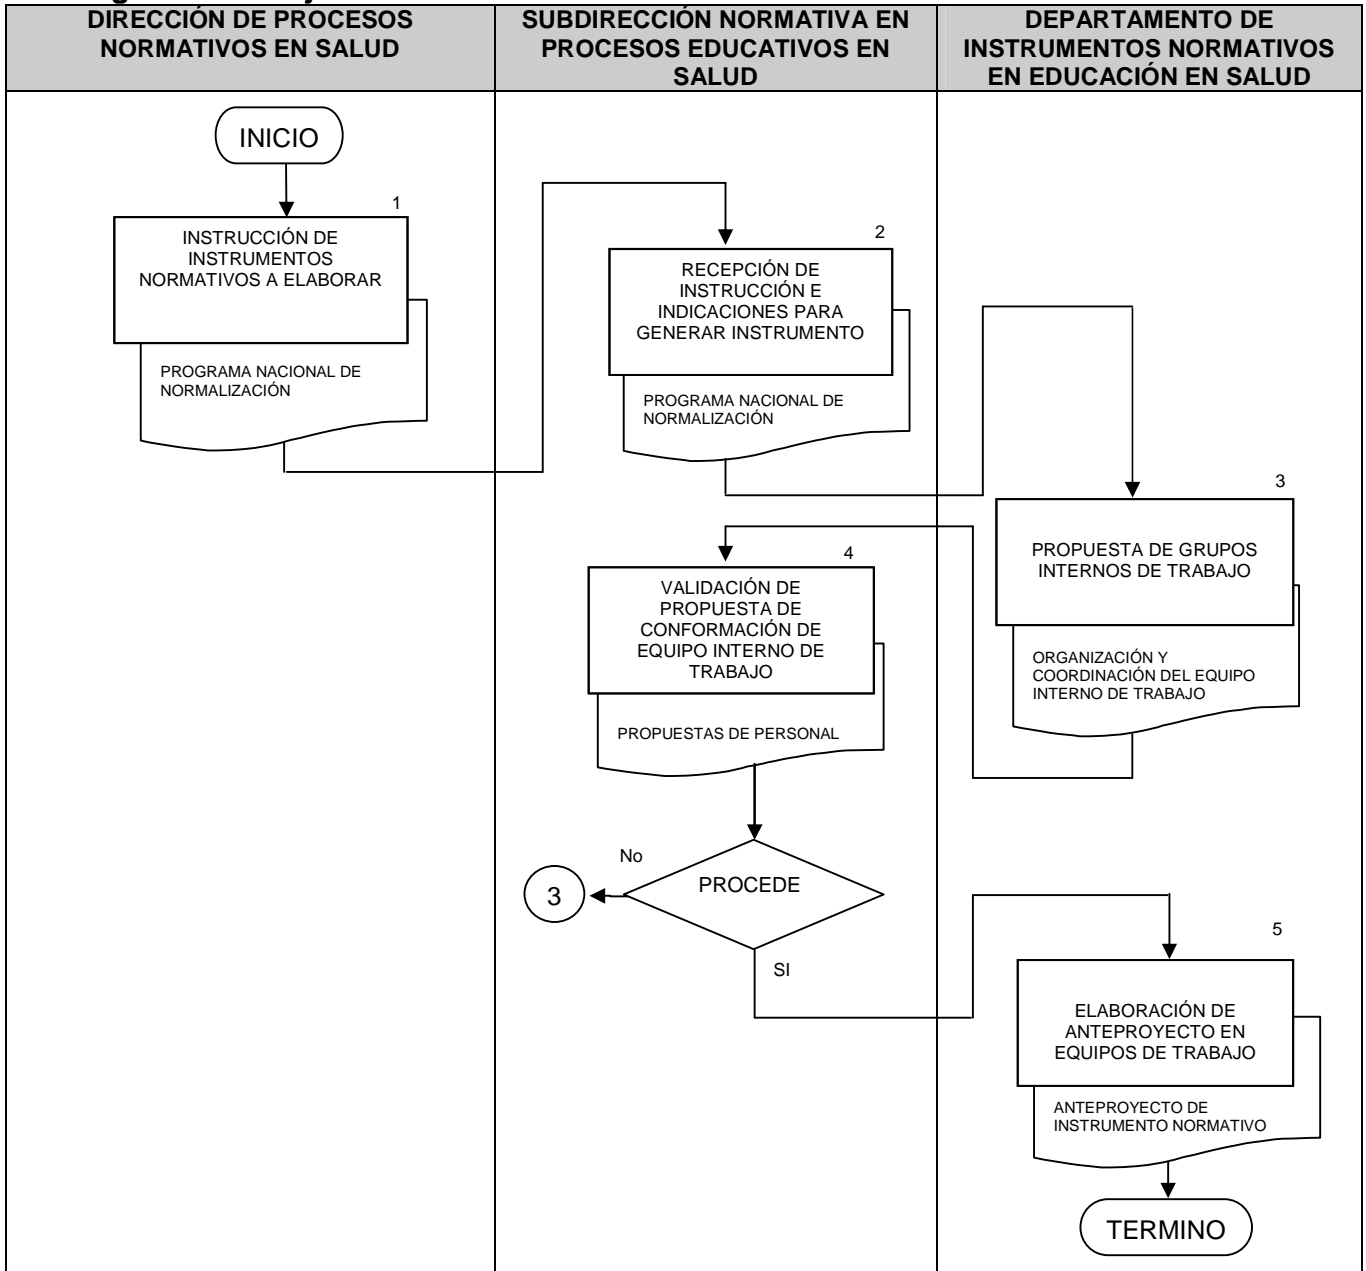 DIRECCIÓN DE PROCESOS
NORMATIVOS EN SALUD
SUBDIRECCIÓN NORMATIVA EN
PROCESOS EDUCATIVOS EN
SALUD
DEPARTAMENTO DE
INSTRUMENTOS NORMATIVOS
EN EDUCACIÓN EN SALUD
INICIO
1
INSTRUCCIÓN DE
INSTRUMENTOS
NORMATIVOS A ELABORAR
PROGRAMA NACIONAL DE
NORMALIZACIÓN
2
RECEPCIÓN DE
INSTRUCCIÓN E
INDICACIONES PARA
GENERAR INSTRUMENTO
PROGRAMA NACIONAL DE
NORMALIZACIÓN
3
PROPUESTA DE GRUPOS
INTERNOS DE TRABAJO
ORGANIZACIÓN Y
COORDINACIÓN DEL EQUIPO
INTERNO DE TRABAJO
4
VALIDACIÓN DE
PROPUESTA DE
CONFORMACIÓN DE
EQUIPO INTERNO DE
TRABAJO
PROPUESTAS DE PERSONAL
No
PROCEDE
3
SI
5
ELABORACIÓN DE
ANTEPROYECTO EN
EQUIPOS DE TRABAJO
ANTEPROYECTO DE
INSTRUMENTO NORMATIVO
TERMINO